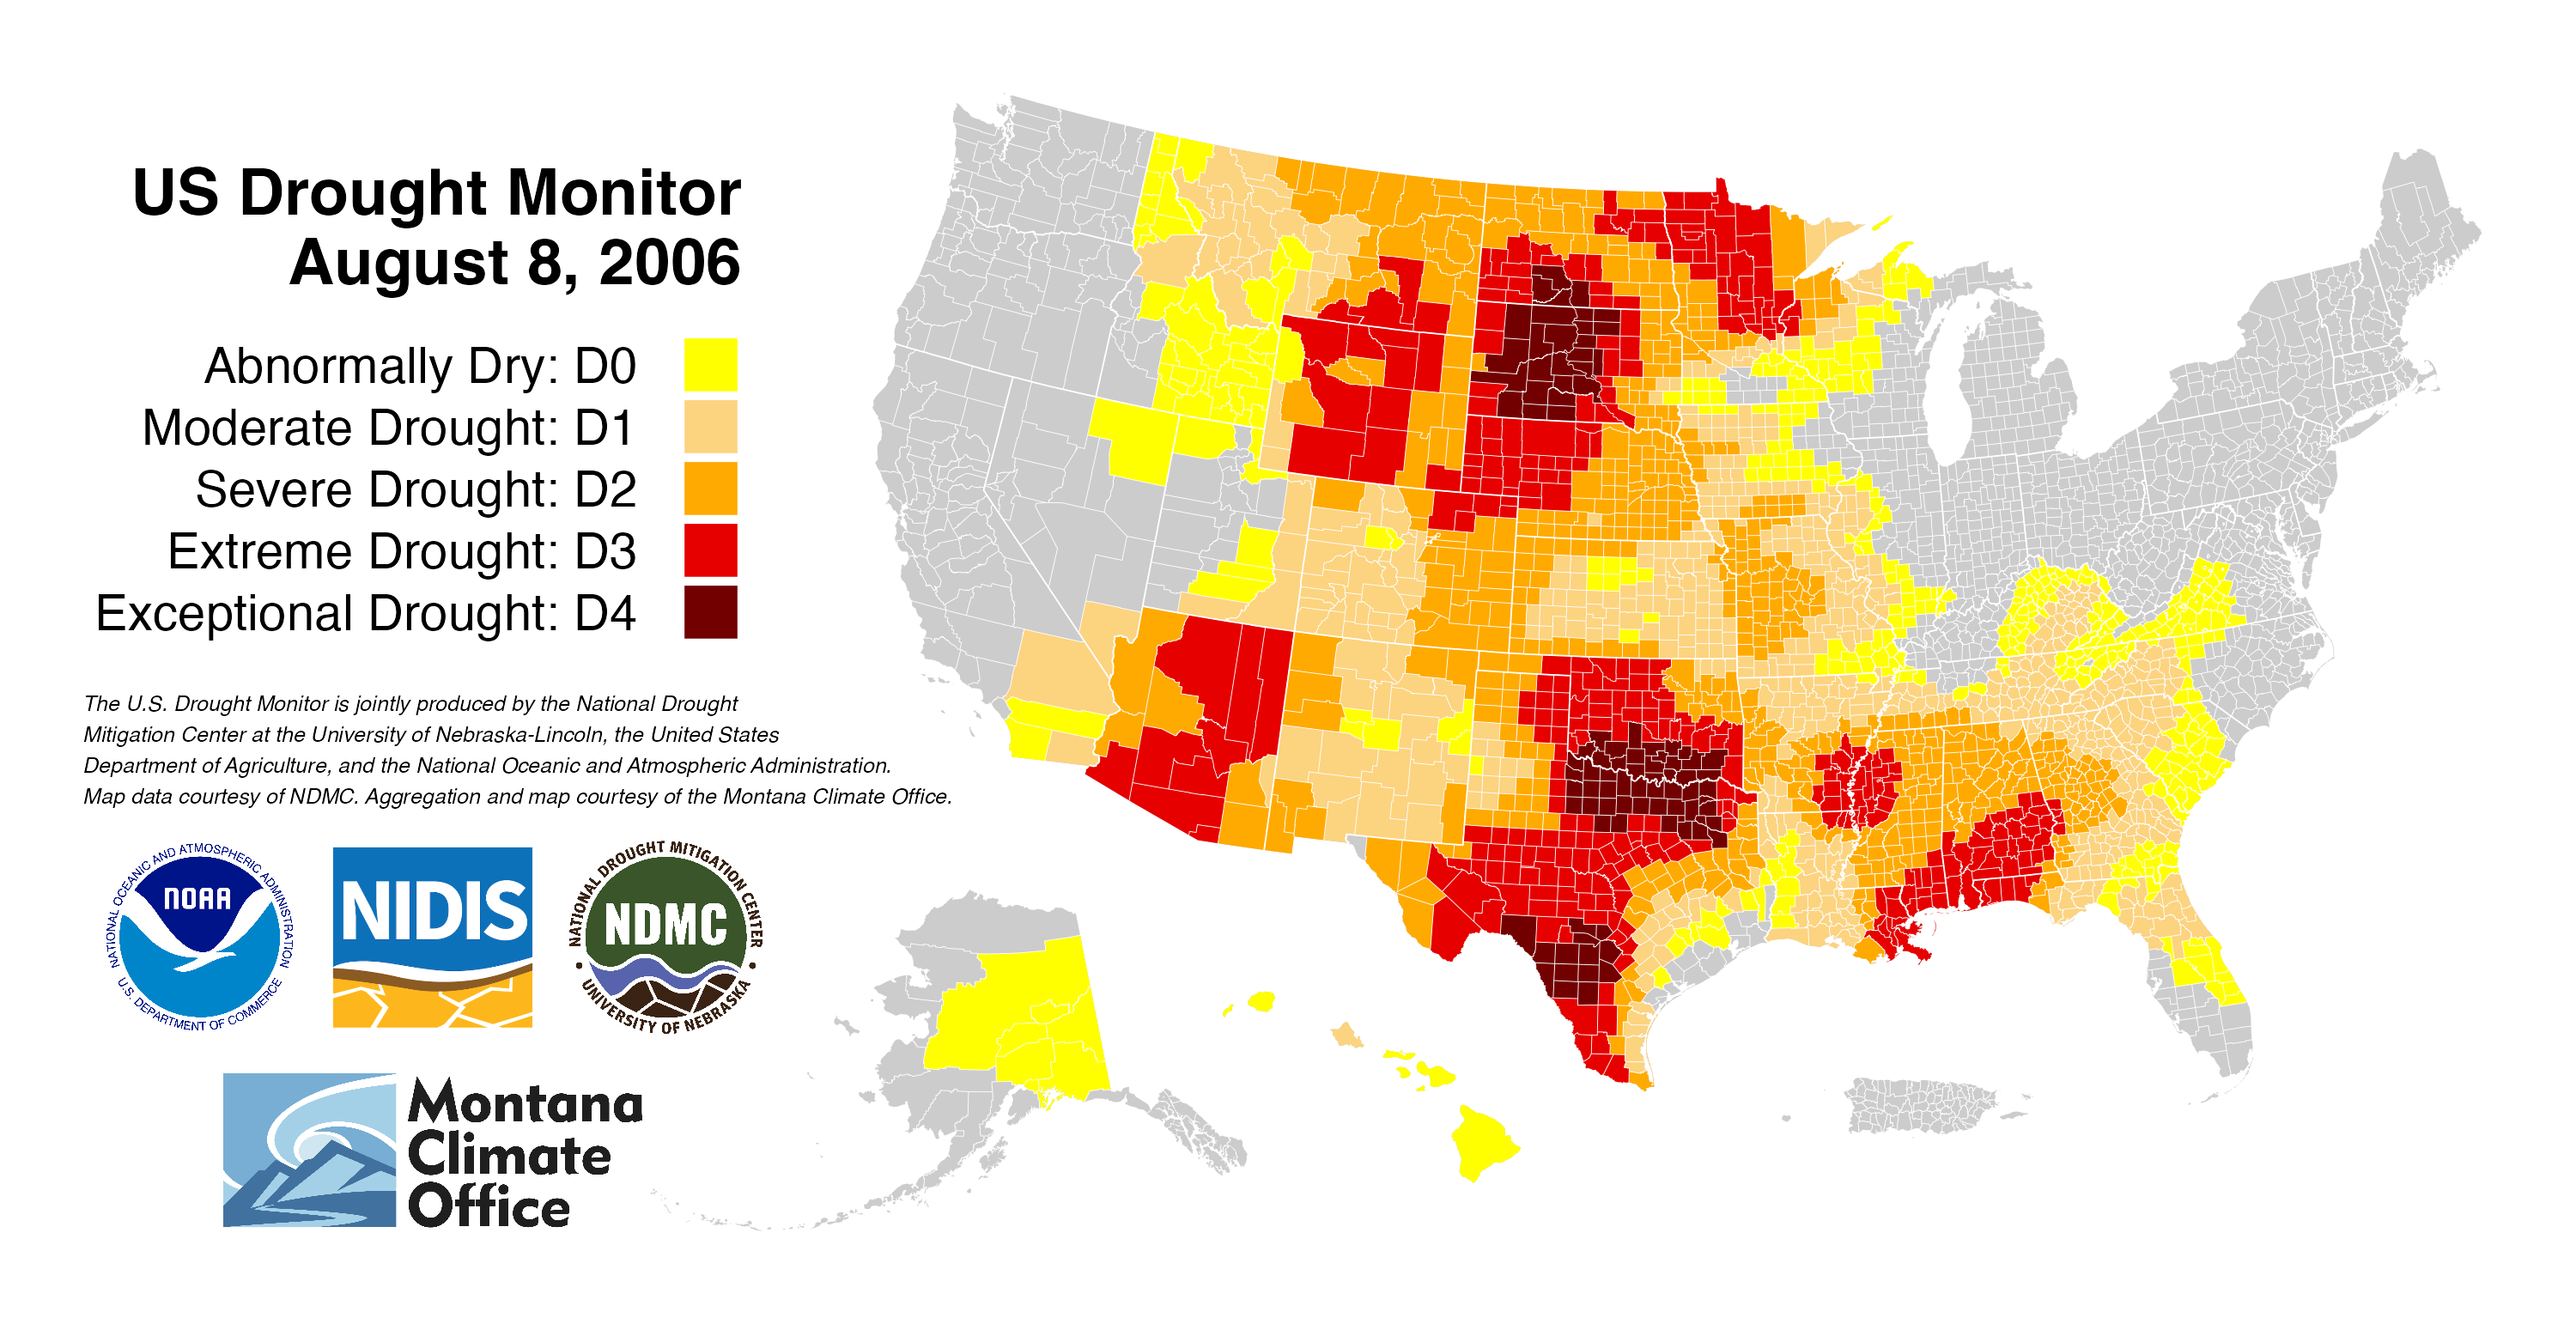 US Drought Monitor
August 8, 2006
Abnormally Dry: D0
Moderate Drought: D1
Severe Drought: D2
Extreme Drought: D3
Exceptional Drought: D4
The U.S. Drought Monitor is jointly produced by the National Drought
Mitigation Center at the University of Nebraska-Lincoln, the United States
Department of Agriculture, and the National Oceanic and Atmospheric Administration.
Map data courtesy of NDMC. Aggregation and map courtesy of the Montana Climate Office.
NATIONAL OCEANIC AND ATMOSPHERIC ADMINISTRATION
NOAA
U.S. DEPARTMENT OF COMMERCE
NIDIS
NATIONAL DROUGHT MITIGATION CENTER
NDMC
UNIVERSITY OF NEBRASKA
Montana
Climate
Office